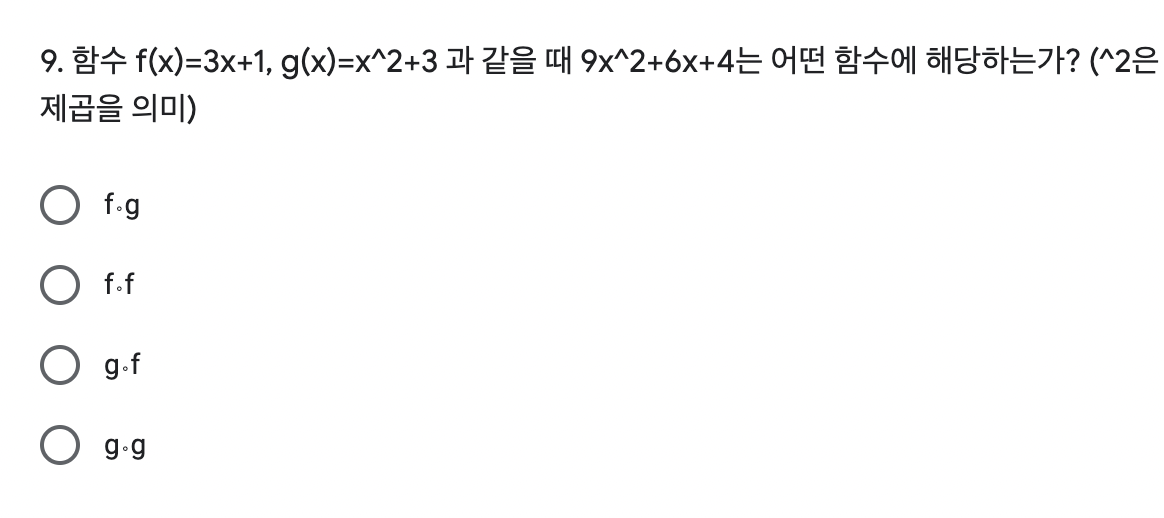 9. 함수 f(x)=3x+1, g(x)=x^2+3 과 같을 때 9x^2+6x+4는 어떤 함수에 해당하는가? (^2은
제곱을 의미)
f∘g
f∘f
g∘f
g∘g